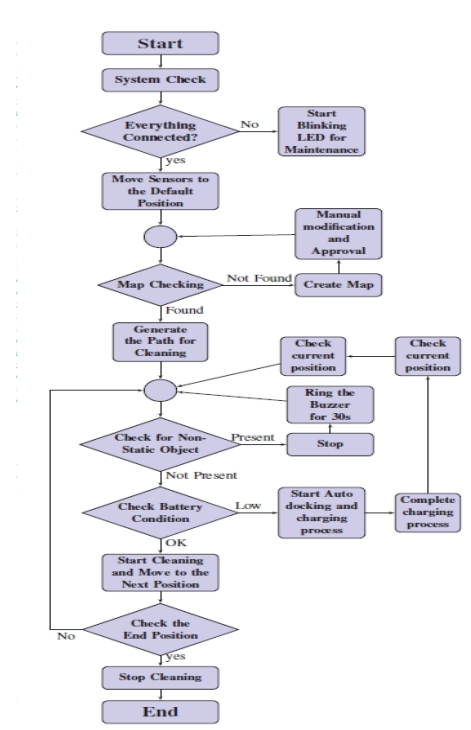 Start
System Check
Everything
Connected?
No
Start
Blinking
LED for
Maintenance
yes
Move Sensors to
the Default
Position
Manual
modification
and
Approval
Map Checking
Not Found
Create Map
Found
Generate
the Path for
Cleaning
Check
current
position
Check
current
position
Ring the
Buzzer
for 30s
Check for Non-
Static Object
Present
Stop
Not Present
Check Battery
Condition
Low
Start Auto
docking and
charging
process
Complete
charging
process
OK
Start Cleaning
and Move to the
Next Position
Check the
End Position
No
yes
Stop Cleaning
End